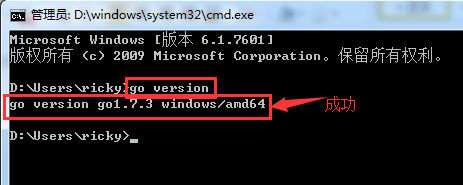 管理员: D:\windows\system32\cmd.exe
Microsoft Windows [版本 6.1.7601]
版权所有 (c) 2009 Microsoft Corporation。保留所有权利。
D:\Users\ricky>go version
go version go1.7.3 windows/amd64
成功
D:\Users\ricky>